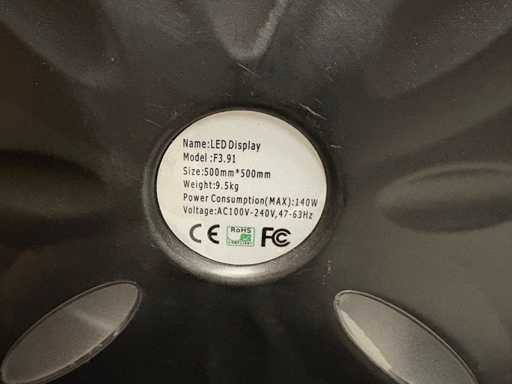 Name:LED Display
Model :F3.91
Size:500mm*500mm
Weight:9.5kg
Power Consumption(MAX):140W
Voltage:AC100V-240V,47-63Hz
CE RoHS FC
COMPLIANT